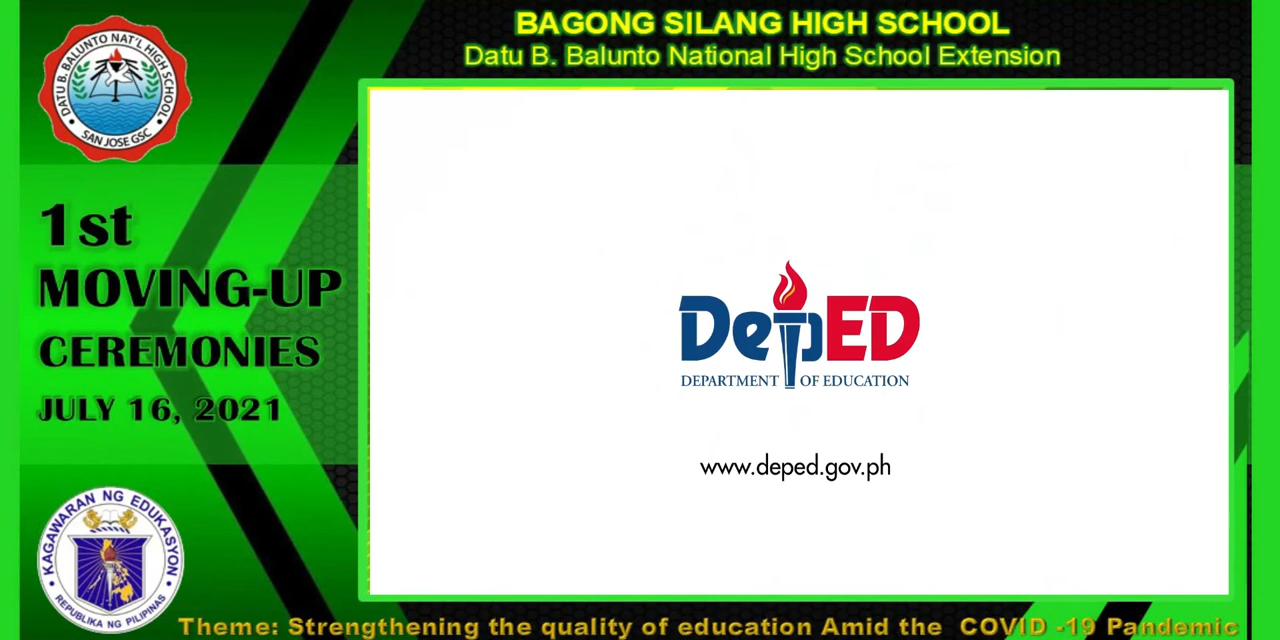 BAGONG SILANG HIGH SCHOOL
Datu B. Balunto National High School Extension
DATU B. BALUNTO NAT'L HIGH SCHOOL
SAN JOSE GSC
1st
MOVING-UP
CEREMONIES
JULY 16, 2021
DepED
DEPARTMENT OF EDUCATION
www.deped.gov.ph
KAGAWARAN NG EDUKASYON
REPUBLIKA NG PILIPINAS
Theme: Strengthening the quality of education Amid the COVID -19 Pandemic